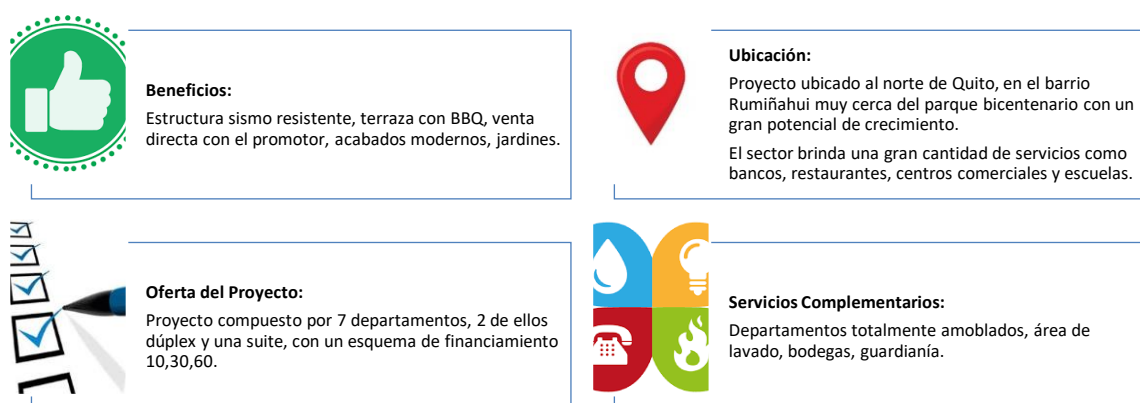 Beneficios:
Estructura sismo resistente, terraza con BBQ, venta
directa con el promotor, acabados modernos, jardines.
Ubicación:
Proyecto ubicado al norte de Quito, en el barrio
Rumiñahui muy cerca del parque bicentenario con un
gran potencial de crecimiento.
El sector brinda una gran cantidad de servicios como
bancos, restaurantes, centros comerciales y escuelas.
Oferta del Proyecto:
Proyecto compuesto por 7 departamentos, 2 de ellos
dúplex y una suite, con un esquema de financiamiento
10,30,60.
Servicios Complementarios:
Departamentos totalmente amoblados, área de
lavado, bodegas, guardianía.